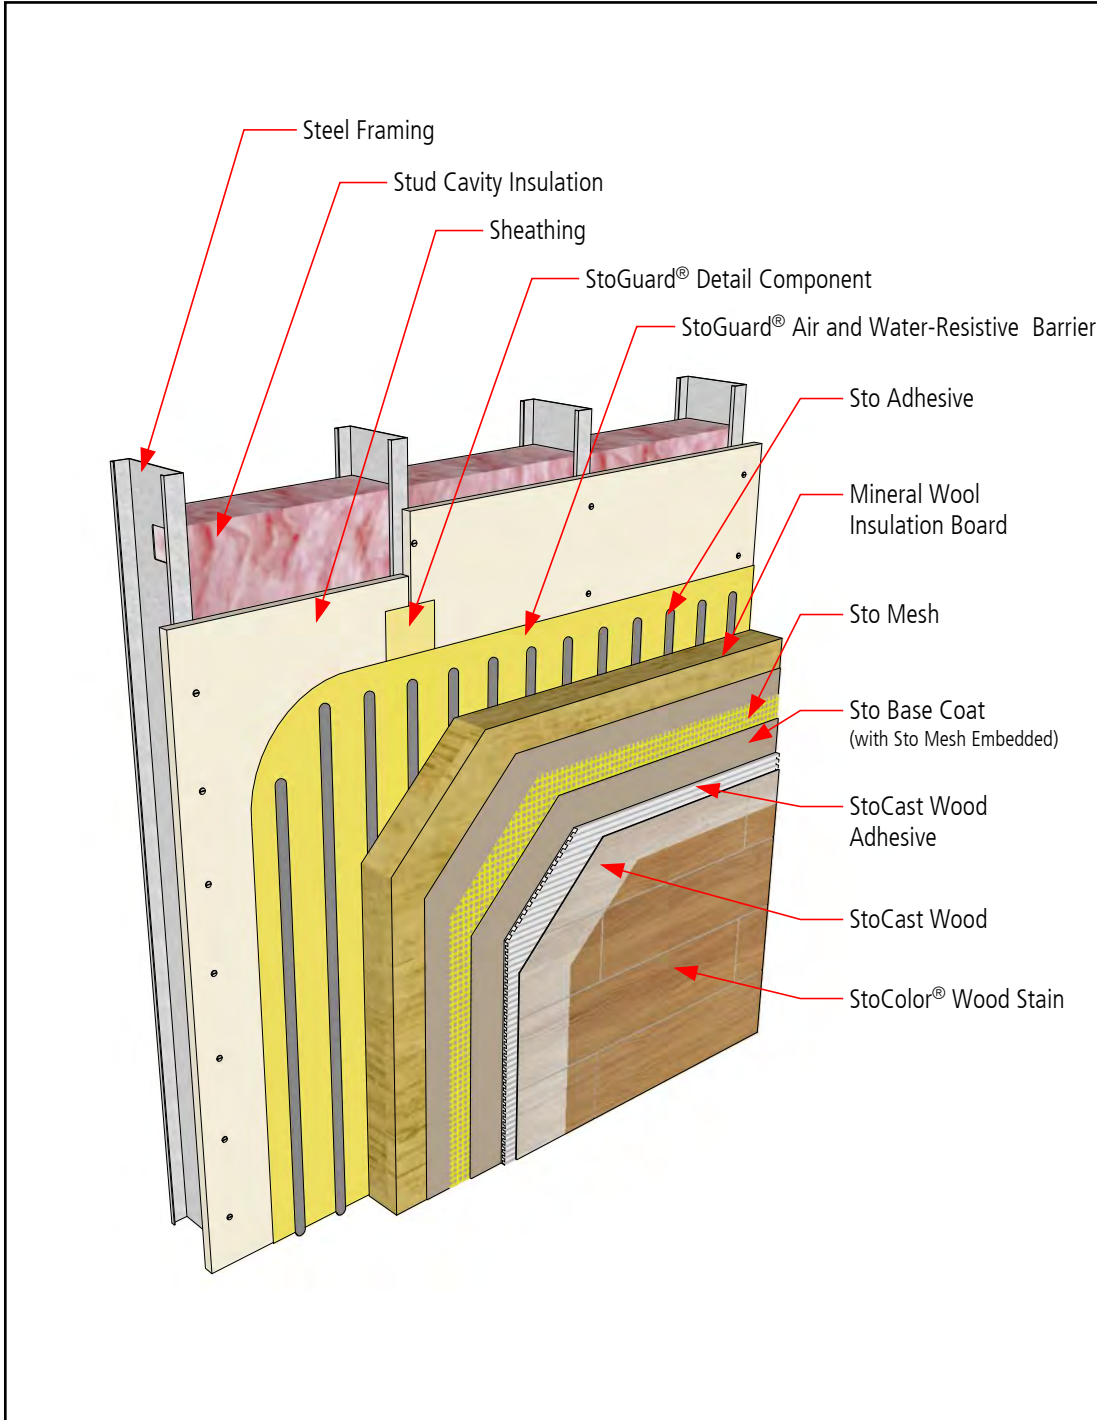 Steel Framing
Stud Cavity Insulation
Sheathing
StoGuard® Detail Component
StoGuard® Air and Water-Resistive Barrier
Sto Adhesive
Mineral Wool
Insulation Board
Sto Mesh
Sto Base Coat
(with Sto Mesh Embedded)
StoCast Wood
Adhesive
StoCast Wood
StoColor® Wood Stain